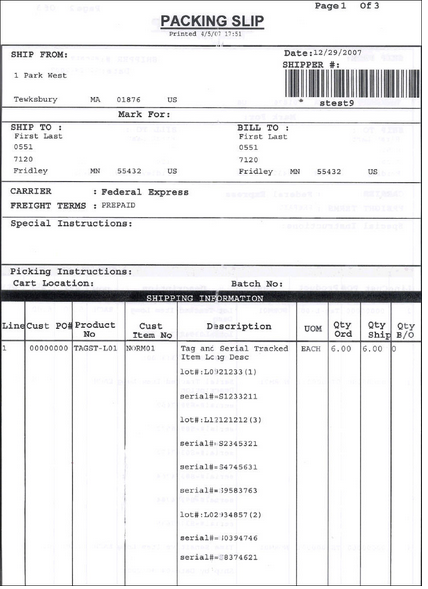 Page 1 Of 3
PACKING SLIP
Printed 4/5/07 17:51
SHIP FROM: Date:12/29/2007
SHIPPER #:
1 Park West
Tewksbury MA 01876 US * stest9
Mark For:
SHIP TO : BILL TO :
First Last First Last
0551 0551
7120 7120
Fridley MN 55432 US Fridley MN 55432 US
CARRIER : Federal Express
FREIGHT TERMS : PREPAID
Special Instructions:
Picking Instructions:
Cart Location: Batch No:
SHIPPING INFORMATION
Line Cust PO# Product No Cust Item No Description UOM Qty Ord Qty Ship Qty B/O
1 00000000 TAGST-L01 NORM01 Tag and Serial Tracked EACH 6.00 6.00 0
Item Long Desc
lot#:L0921233(1)
serial#=S1233211
lot#:L12121212(3)
serial#=S2345321
serial#=S4745631
serial#=S9583763
lot#:L02934857(2)
serial#=S0394746
serial#=S8374621